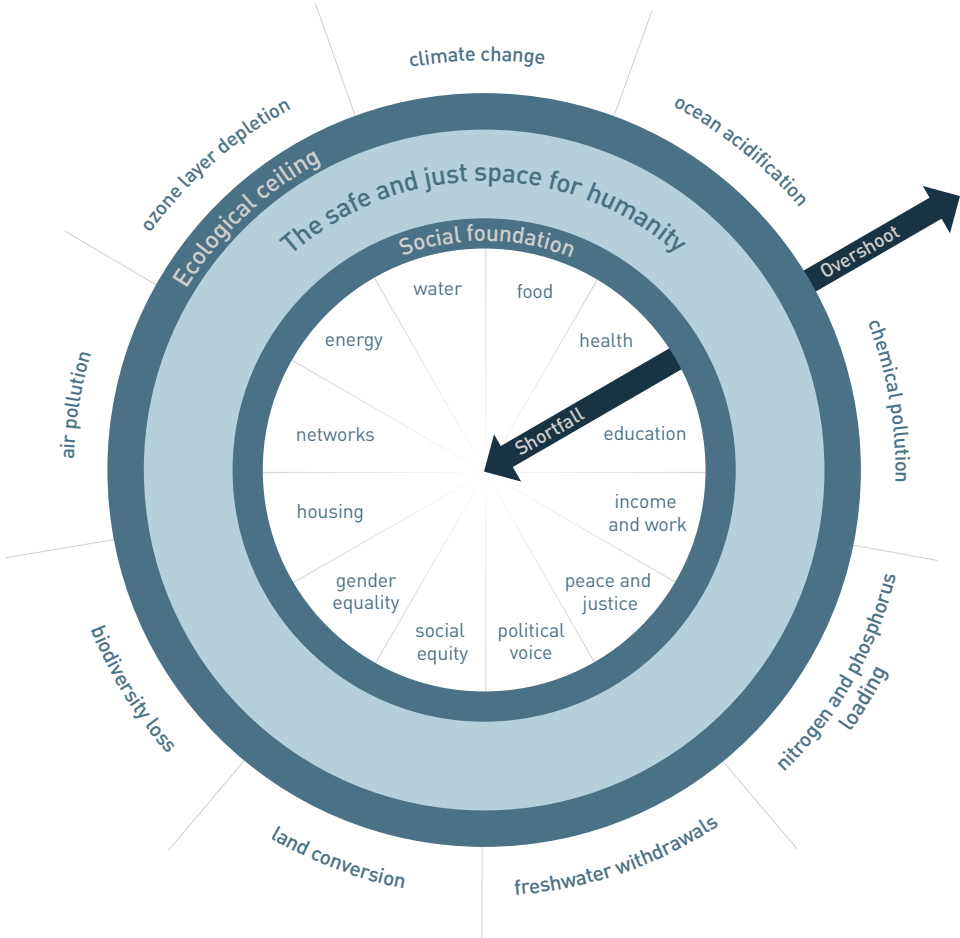 climate change
ocean acidification
chemical pollution
nitrogen and phosphorus
loading
freshwater withdrawals
land conversion
biodiversity loss
air pollution
ozone layer depletion
Ecological ceiling
The safe and just space for humanity
Social foundation
Overshoot
Shortfall
water
food
health
education
income
and work
peace and
justice
political
voice
social
equity
gender
equality
housing
networks
energy